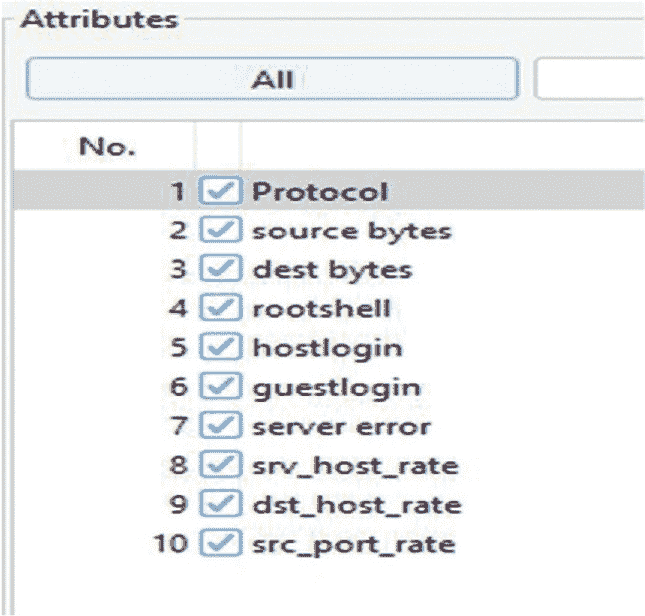 Attributes
All
No.
1 Protocol
2 source bytes
3 dest bytes
4 rootshell
5 hostlogin
6 guestlogin
7 server error
8 srv_host_rate
9 dst_host_rate
10 src_port_rate